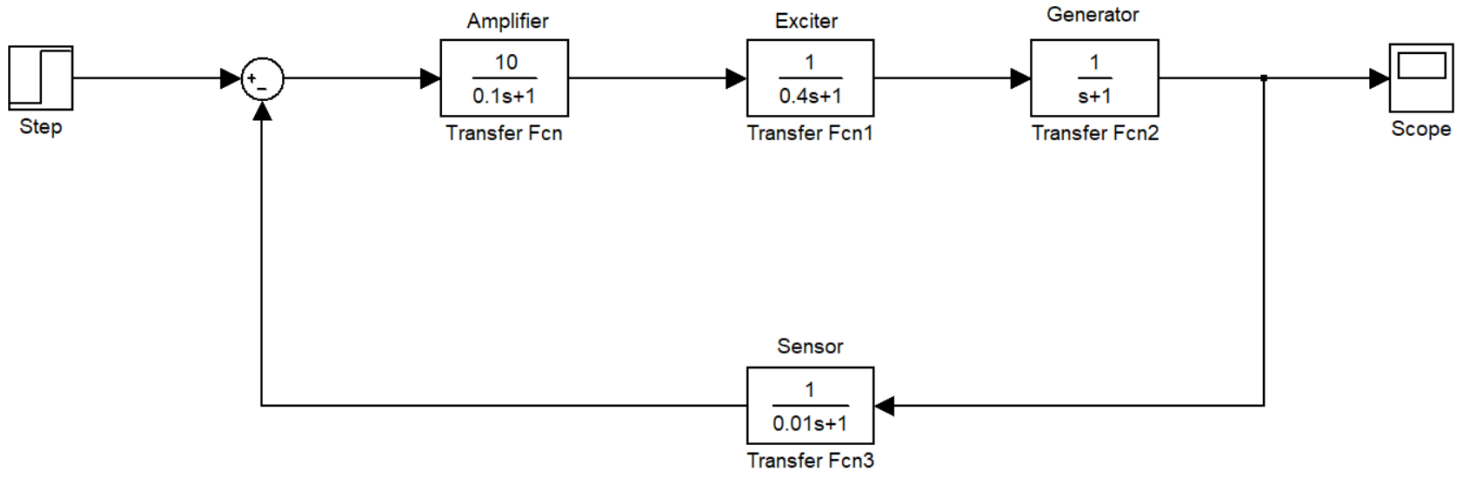 Amplifier
Exciter
Generator
10
0.1s+1
1
0.4s+1
1
s+1
+
−
Step
Transfer Fcn
Transfer Fcn1
Transfer Fcn2
Scope
Sensor
1
0.01s+1
Transfer Fcn3